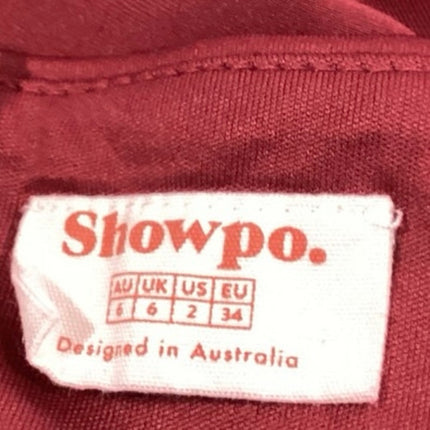 Showpo.
AU UK US EU
6 6 2 34
Designed in Australia